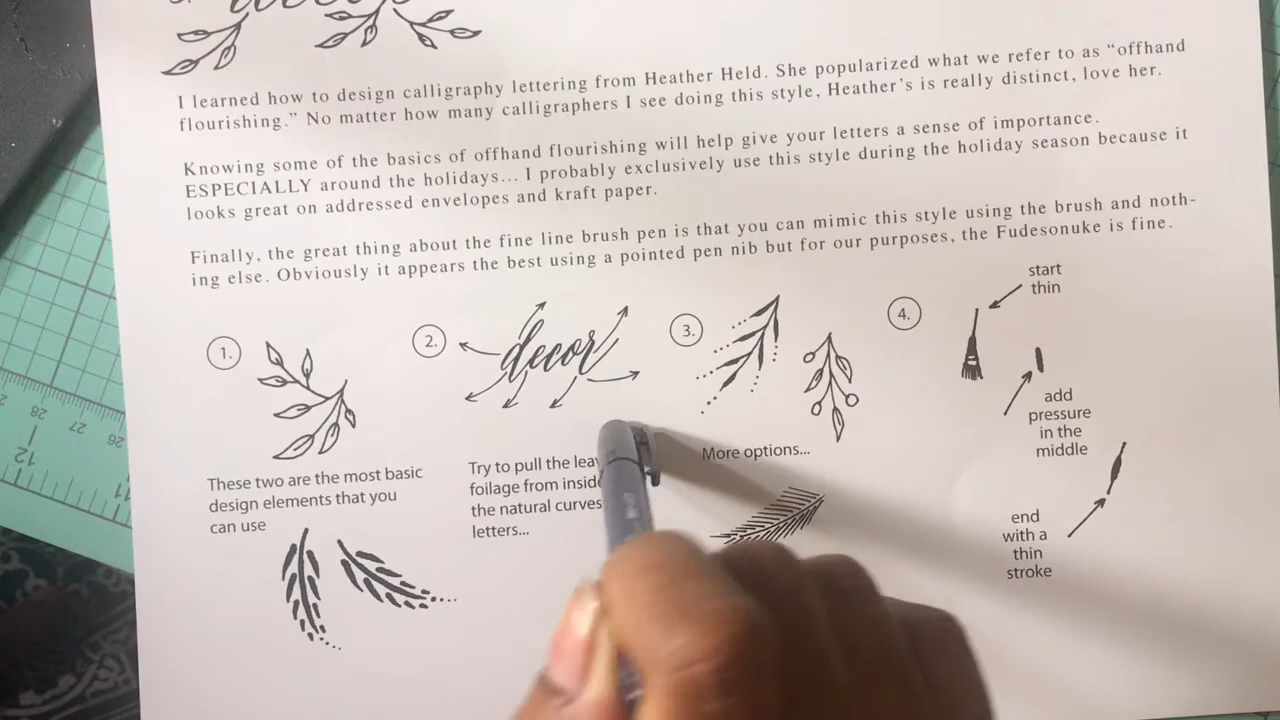 I learned how to design calligraphy lettering from Heather Held. She popularized what we refer to as “offhand
flourishing.” No matter how many calligraphers I see doing this style, Heather’s is really distinct, love her.
Knowing some of the basics of offhand flourishing will help give your letters a sense of importance.
ESPECIALLY around the holidays... I probably exclusively use this style during the holiday season because it
looks great on addressed envelopes and kraft paper.
Finally, the great thing about the fine line brush pen is that you can mimic this style using the brush and noth-
ing else. Obviously it appears the best using a pointed pen nib but for our purposes, the Fudesonuke is fine.
1.
These two are the most basic
design elements that you
can use
2.
decor
Try to pull the
foilage from
the natural curves
letters...
3.
More options...
4.
start
thin
add
pressure
in the
middle
end
with a
thin
stroke
28
27
26
12
11